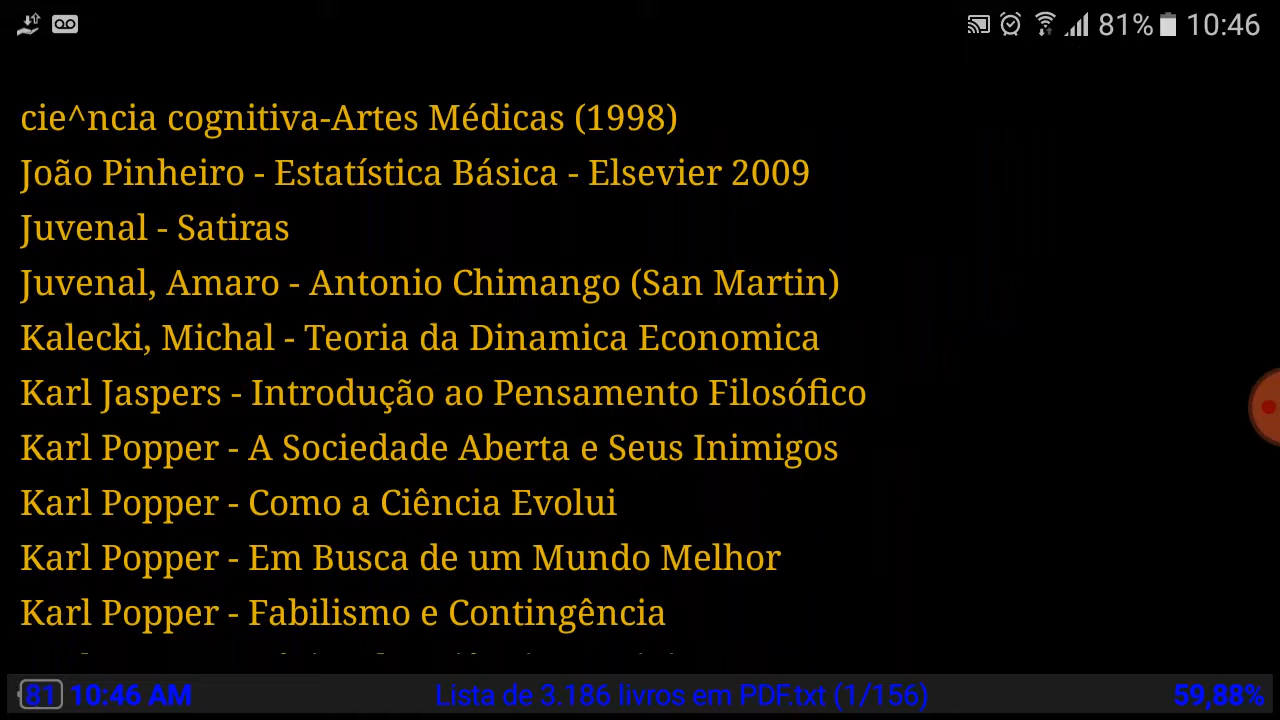 81% 10:46
cie^ncia cognitiva-Artes Médicas (1998)
João Pinheiro - Estatística Básica - Elsevier 2009
Juvenal - Satiras
Juvenal, Amaro - Antonio Chimango (San Martin)
Kalecki, Michal - Teoria da Dinamica Economica
Karl Jaspers - Introdução ao Pensamento Filosófico
Karl Popper - A Sociedade Aberta e Seus Inimigos
Karl Popper - Como a Ciência Evolui
Karl Popper - Em Busca de um Mundo Melhor
Karl Popper - Fabilismo e Contingência
81 10:46 AM Lista de 3.186 livros em PDF.txt (1/156) 59,88%